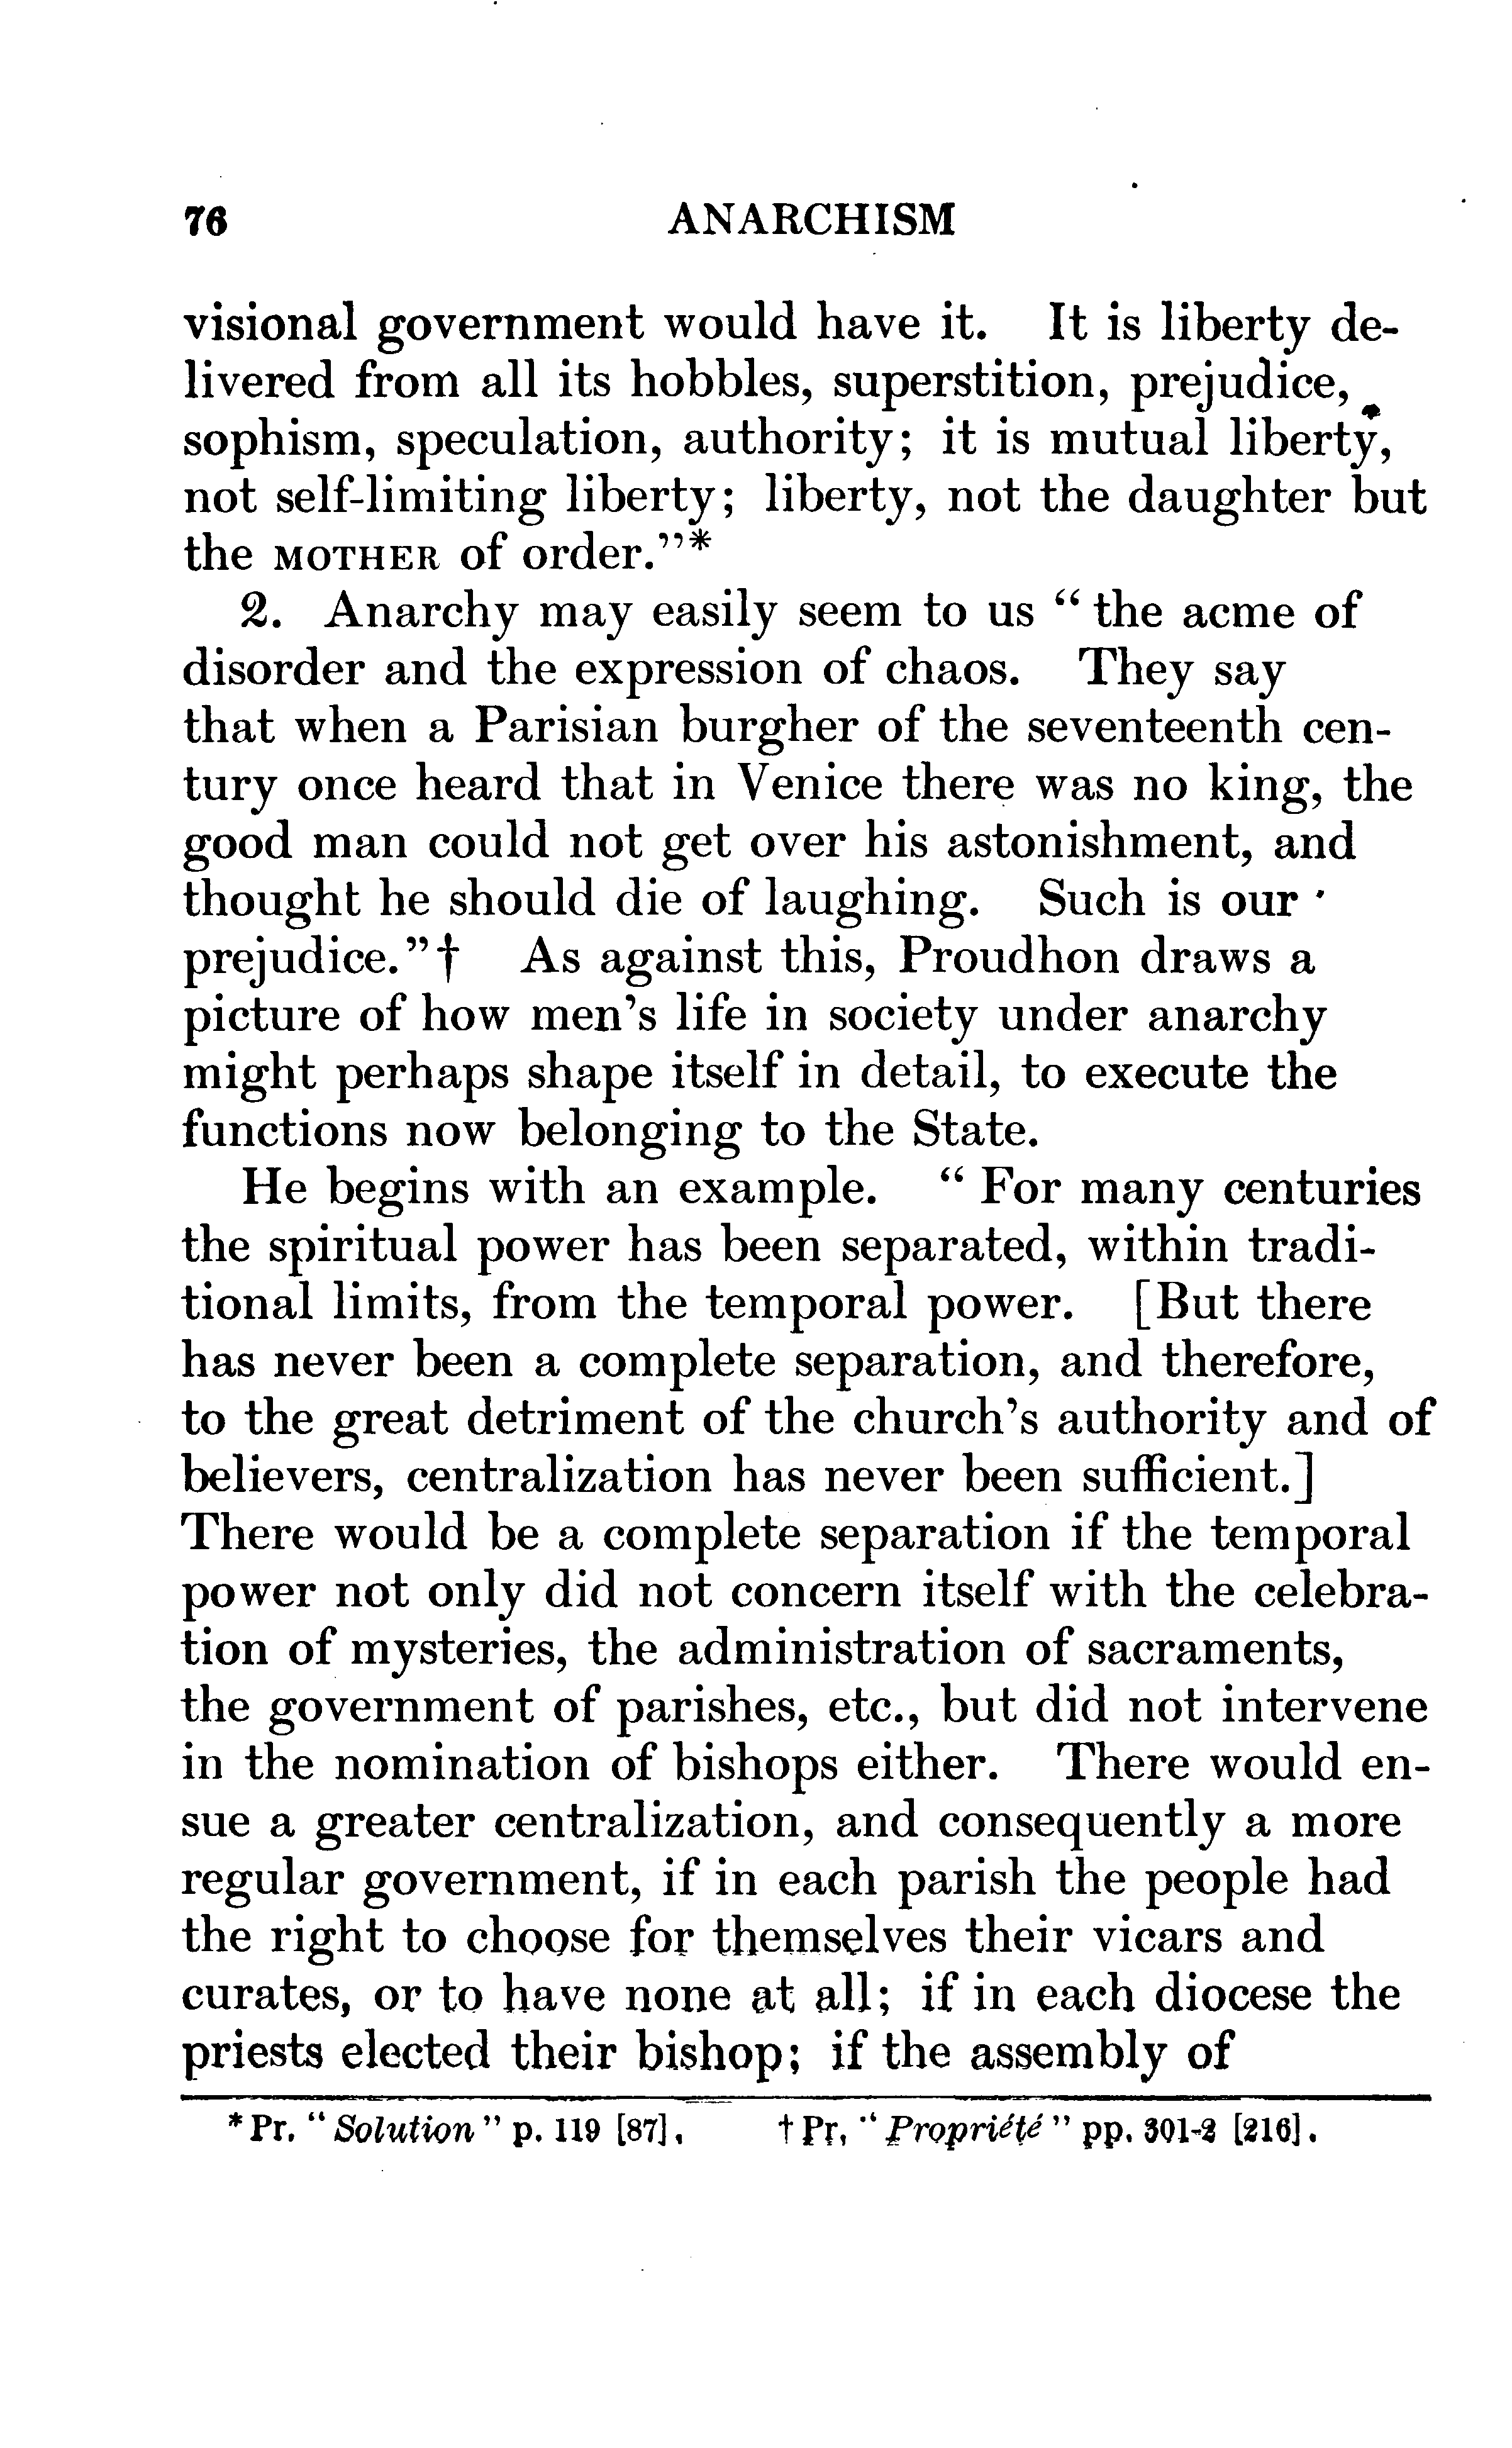 76 ANARCHISM
visional government would have it. It is liberty de-
livered from all its hobbles, superstition, prejudice,
sophism, speculation, authority; it is mutual liberty,
not self-limiting liberty; liberty, not the daughter but
the MOTHER of order."*
2. Anarchy may easily seem to us " the acme of
disorder and the expression of chaos. They say
that when a Parisian burgher of the seventeenth cen-
tury once heard that in Venice there was no king, the
good man could not get over his astonishment, and
thought he should die of laughing. Such is our
prejudice."† As against this, Proudhon draws a
picture of how men's life in society under anarchy
might perhaps shape itself in detail, to execute the
functions now belonging to the State.
He begins with an example. " For many centuries
the spiritual power has been separated, within tradi-
tional limits, from the temporal power. [But there
has never been a complete separation, and therefore,
to the great detriment of the church's authority and of
believers, centralization has never been sufficient.]
There would be a complete separation if the temporal
power not only did not concern itself with the celebra-
tion of mysteries, the administration of sacraments,
the government of parishes, etc., but did not intervene
in the nomination of bishops either. There would en-
sue a greater centralization, and consequently a more
regular government, if in each parish the people had
the right to choose for themselves their vicars and
curates, or to have none at all; if in each diocese the
priests elected their bishop; if the assembly of
*Pr. "Solution" p. 119 [87]. †Pr. "Propriété" pp. 301-2 [216].